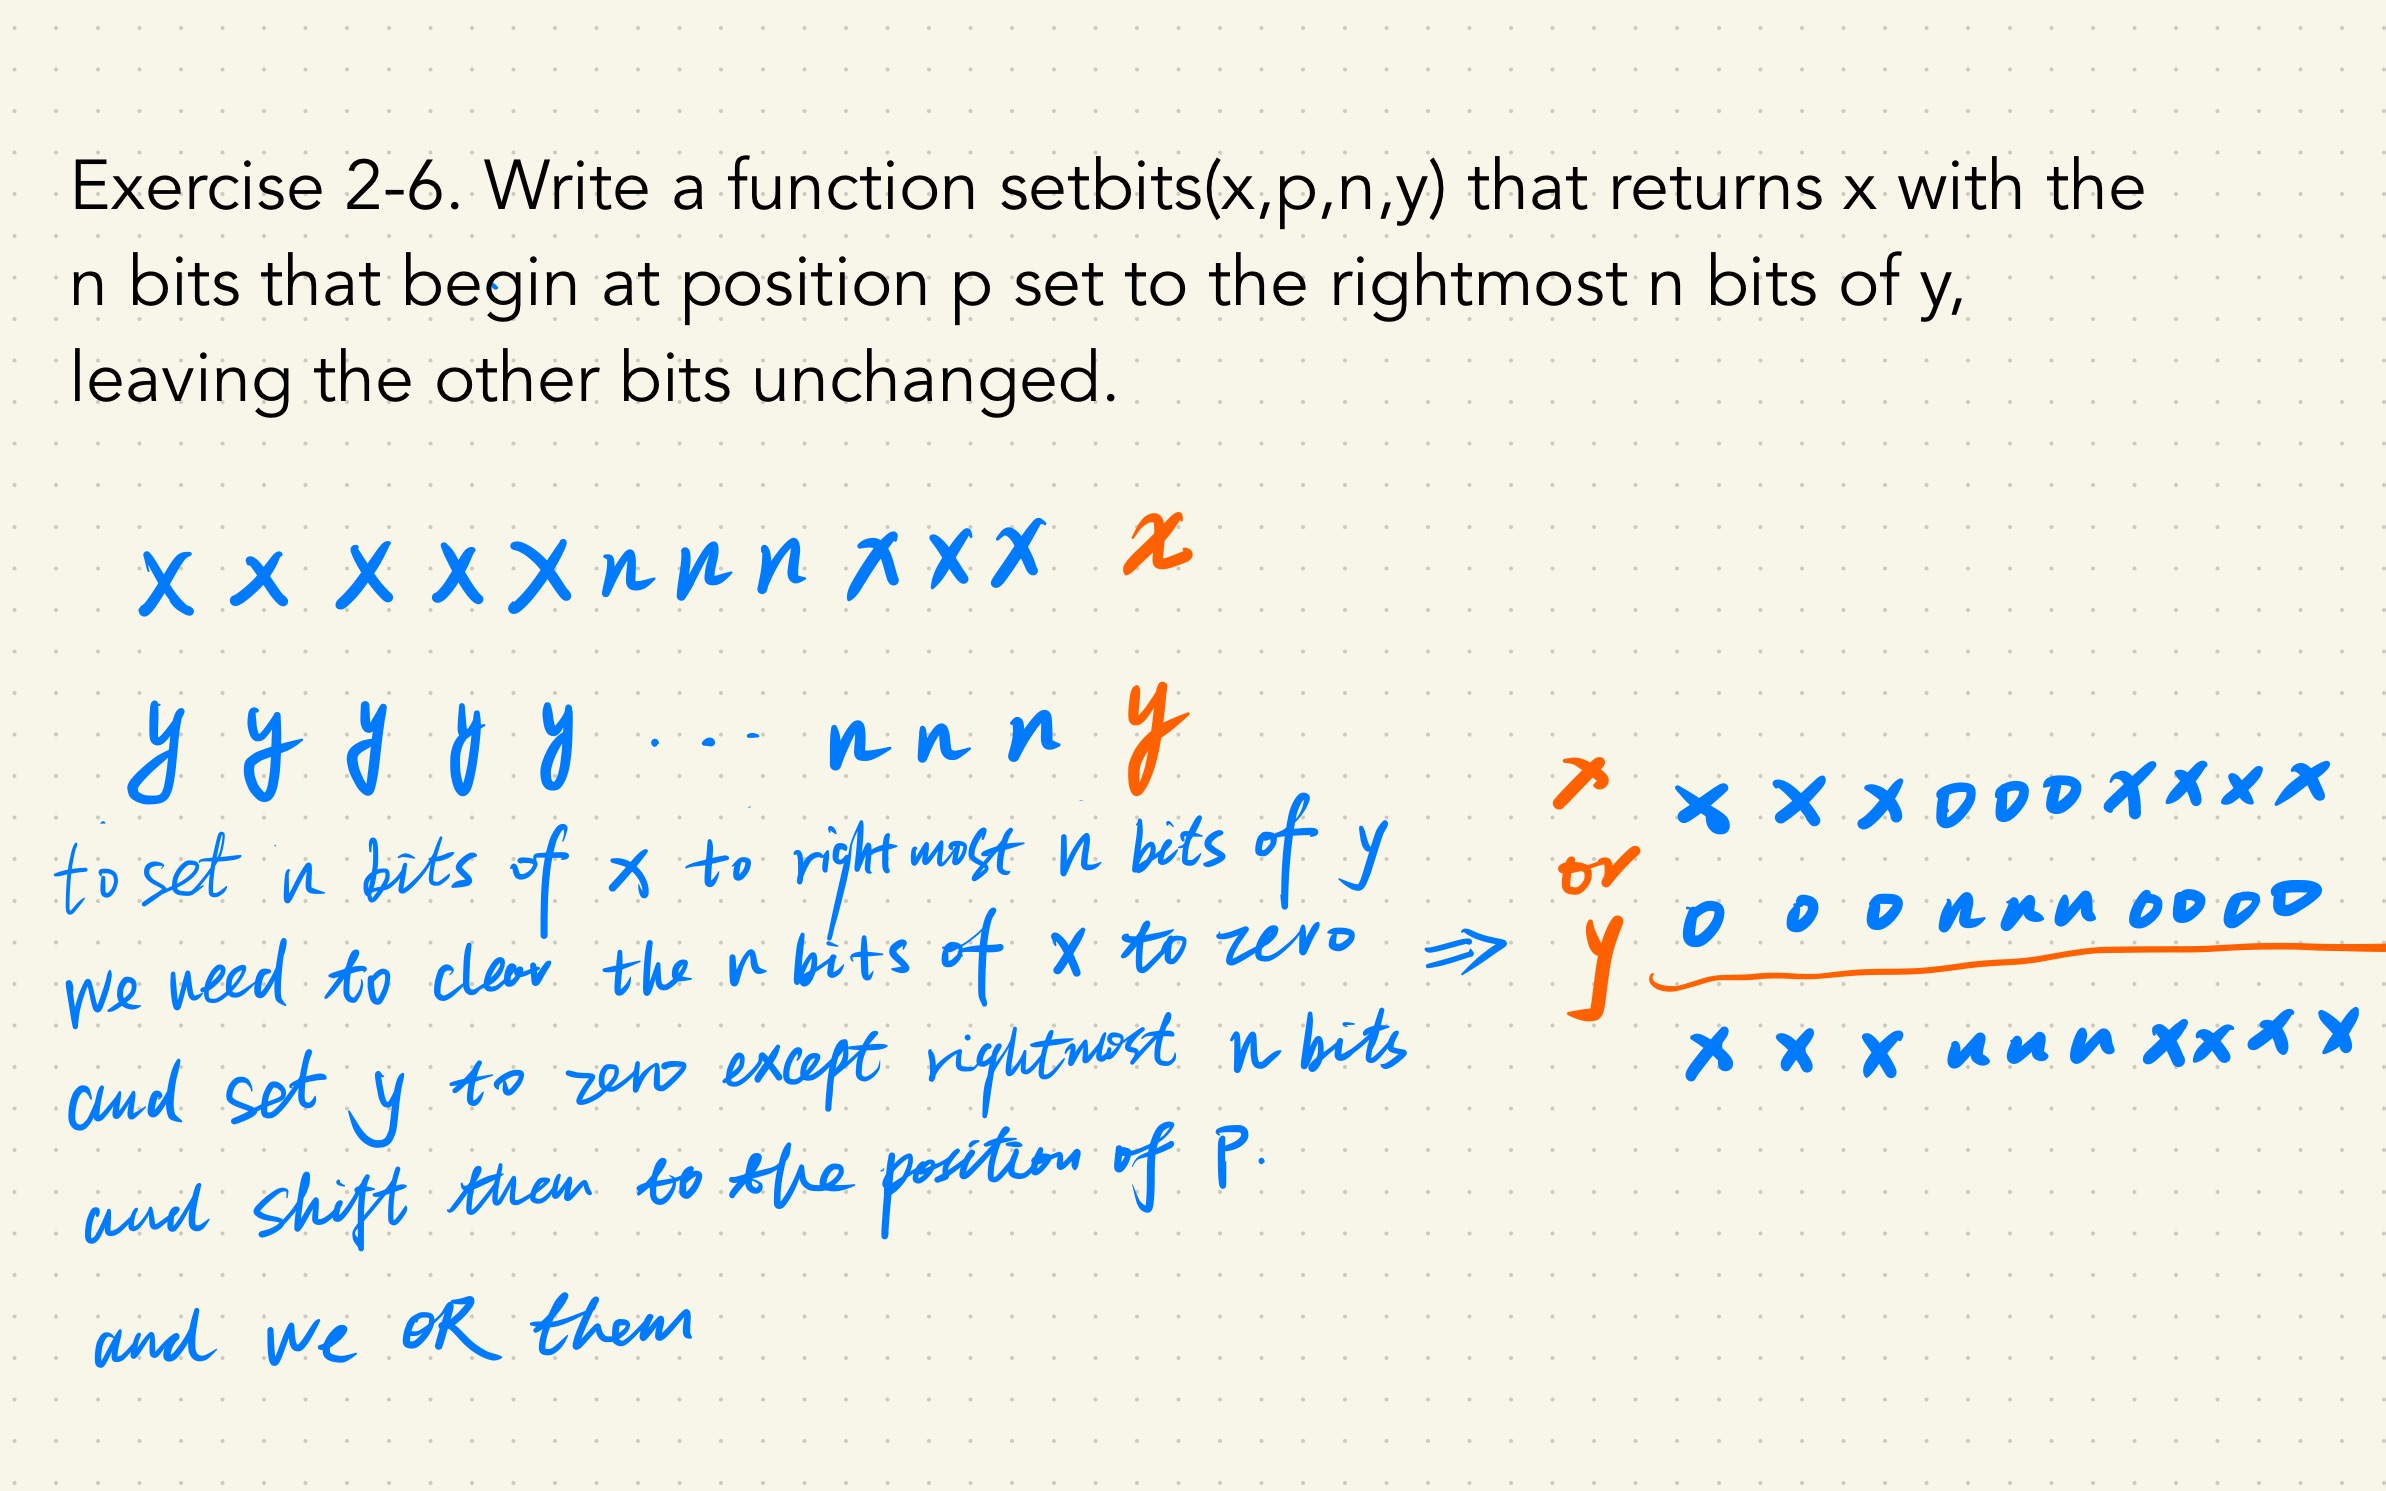 Exercise 2-6. Write a function setbits(x,p,n,y) that returns x with the
n bits that begin at position p set to the rightmost n bits of y,
leaving the other bits unchanged.
x x x x x n n n x x x x
y y y y y ... n n n y
to set n bits of x to rightmost n bits of y
we need to clear the n bits of x to zero ⇒
and set y to zero except rightmost n bits
and shift them to the position of P.
and we OR them
x x x x 0 0 0 x x x x
or
y 0 0 0 n n n 0 0 0 0
x x x n n n x x x x